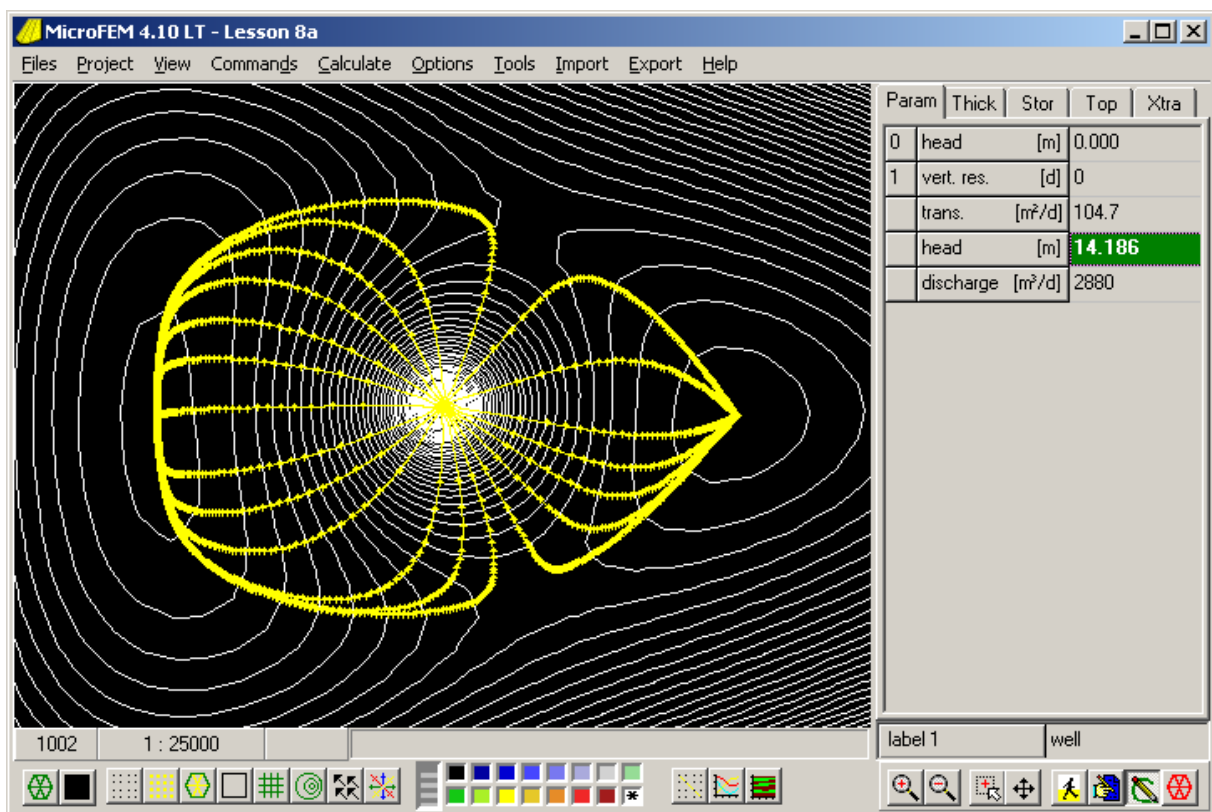 MicroFEM 4.10 LT - Lesson 8a
Files Project View Commands Calculate Options Tools Import Export Help
Param Thick Stor Top Xtra
0 head [m] 0.000
1 vert. res. [d] 0
trans. [m²/d] 104.7
head [m] 14.186
discharge [m³/d] 2880
1002 1 : 25000
label 1 well